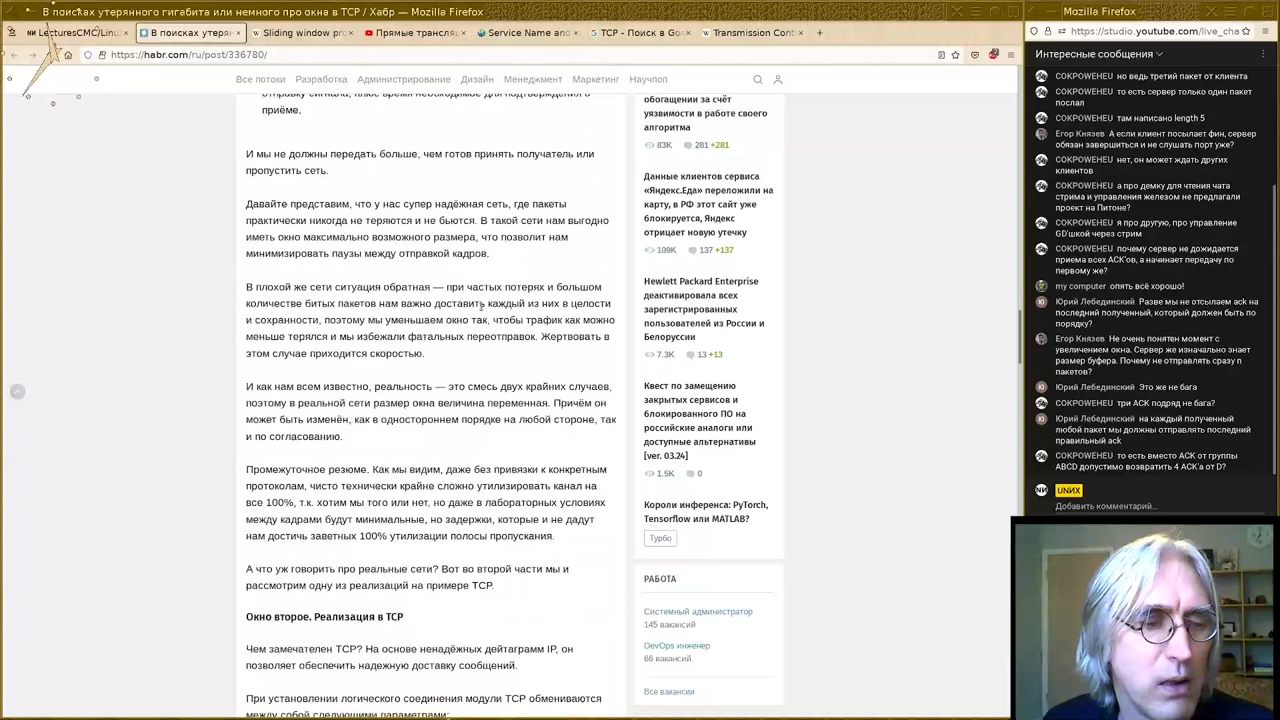 В поисках утерянного гигабита или немного про окна в TCP / Хабр — Mozilla Firefox
Mozilla Firefox
LecturesCMC/Linux
В поисках утерян
Sliding window pro
Прямые трансляц
Service Name and
TCP - Поиск в Goo
Transmission Cont
https://habr.com/ru/post/336780/
https://studio.youtube.com/live_cha
Все потоки
Разработка
Администрирование
Дизайн
Менеджмент
Маркетинг
Научпоп
отправку сигнала, плюс время необходимое для подтверждения о
приёме.
И мы не должны передать больше, чем готов принять получатель или
пропустить сеть.
Давайте представим, что у нас супер надёжная сеть, где пакеты
практически никогда не теряются и не бьются. В такой сети нам выгодно
иметь окно максимально возможного размера, что позволит нам
минимизировать паузы между отправкой кадров.
В плохой же сети ситуация обратная — при частых потерях и большом
количестве битых пакетов нам важно доставить каждый из них в целости
и сохранности, поэтому мы уменьшаем окно так, чтобы трафик как можно
меньше терялся и мы избежали фатальных переотправок. Жертвовать в
этом случае приходится скоростью.
И как нам всем известно, реальность — это смесь двух крайних случаев,
поэтому в реальной сети размер окна величина переменная. Причём он
может быть изменён, как в одностороннем порядке на любой стороне, так
и по согласованию.
Промежуточное резюме. Как мы видим, даже без привязки к конкретным
протоколам, чисто технически крайне сложно утилизировать канал на
все 100%, т.к. хотим мы того или нет, но даже в лабораторных условиях
между кадрами будут минимальные, но задержки, которые и не дадут
нам достичь заветных 100% утилизации полосы пропускания.
А что уж говорить про реальные сети? Вот во второй части мы и
рассмотрим одну из реализаций на примере TCP.
Окно второе. Реализация в TCP
Чем замечателен TCP? На основе ненадёжных дейтаграмм IP, он
позволяет обеспечить надежную доставку сообщений.
При установлении логического соединения модули TCP обмениваются
между собой следующими параметрами:
обогащении за счёт
уязвимости в работе своего
алгоритма
83K 281 +281
Данные клиентов сервиса
«Яндекс.Еда» переложили на
карту, в РФ этот сайт уже
блокируется, Яндекс
отрицает новую утечку
109K 137 +137
Hewlett Packard Enterprise
деактивировала всех
зарегистрированных
пользователей из России и
Белоруссии
7.3K 13 +13
Квест по замещению
закрытых сервисов и
блокированного ПО на
российские аналоги или
доступные альтернативы
[ver. 03.24]
1.5K 0
Короли инференса: PyTorch,
Tensorflow или MATLAB?
Турбо
РАБОТА
Системный администратор
145 вакансий
DevOps инженер
66 вакансий
Все вакансии
Интересные сообщения
COKPOWEHEU но ведь третий пакет от клиента
COKPOWEHEU то есть сервер только один пакет
послал
COKPOWEHEU там написано length 5
Егор Князев А если клиент посылает фин, сервер
обязан завершиться и не слушать порт уже?
COKPOWEHEU нет, он может ждать других
клиентов
COKPOWEHEU а про демку для чтения чата
стрима и управления железом не предлагали
проект на Питоне?
COKPOWEHEU я про другую, про управление
GD'шкой через стрим
COKPOWEHEU почему сервер не дожидается
приема всех ACK'ов, а начинает передачу по
первому же?
my computer опять всё хорошо!
Юрий Лебединский Разве мы не отсылаем ack на
последний полученный, который должен быть по
порядку?
Егор Князев Не очень понятен момент с
увеличением окна. Сервер же изначально знает
размер буфера. Почему не отправлять сразу n
пакетов?
Юрий Лебединский Это же не бага
COKPOWEHEU три ACK подряд не бага?
Юрий Лебединский на каждый полученный
любой пакет мы должны отправлять последний
правильный ack
COKPOWEHEU то есть вместо ACK от группы
ABCD допустимо возвратить 4 ACK'а от D?
UNИX
Добавить комментарий...